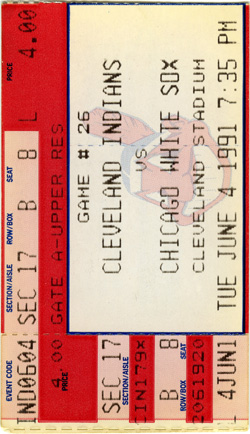 EVENT CODE SECTION/AISLE ROW/BOX SEAT PRICE
IND0604 SEC 17 B 8 L 4.00
4.00 GATE A-UPPER RES
PRICE
GAME # 26
SECTION/AISLE
SEC 17 CLEVELAND INDIANS
VS
ROW/BOX SEAT
B 8 CHICAGO WHITE SOX
2061920 CLEVELAND STADIUM
4JUN1 TUE JUNE 4 1991 7:35